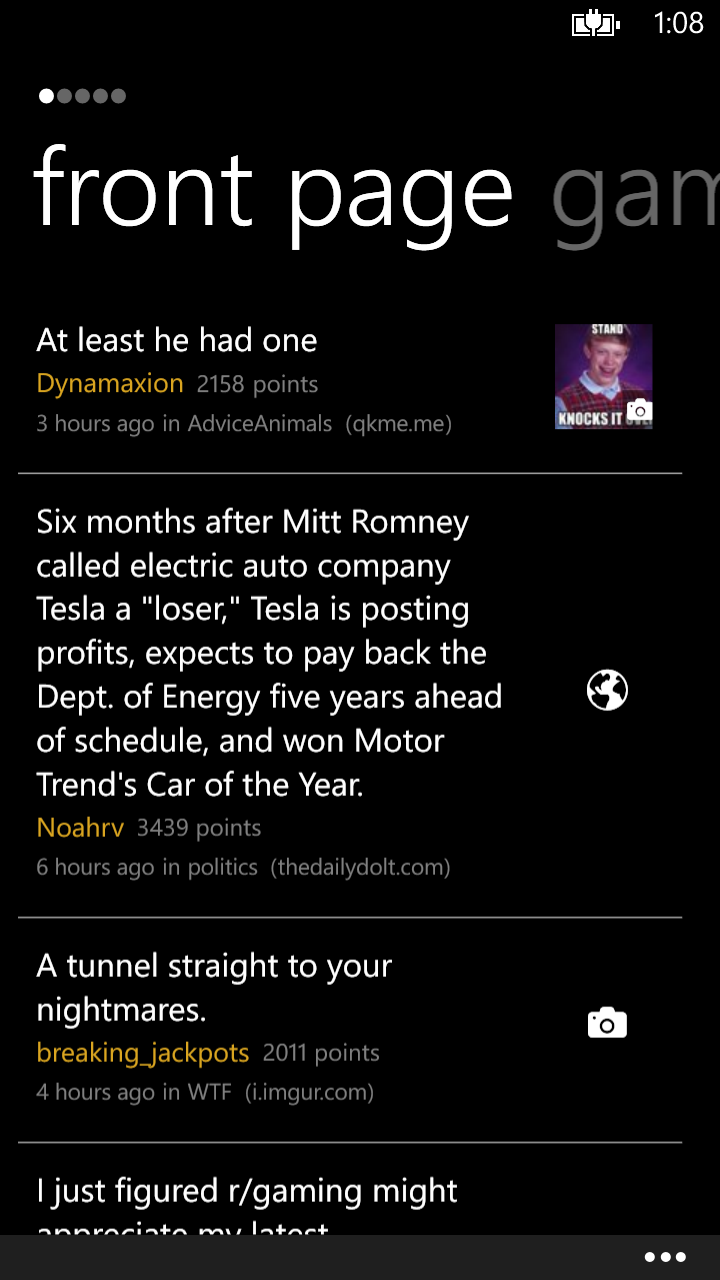 1:08
front page gam
At least he had one
Dynamaxion 2158 points
3 hours ago in AdviceAnimals (qkme.me)
STAND
KNOCKS IT OVER
Six months after Mitt Romney
called electric auto company
Tesla a "loser," Tesla is posting
profits, expects to pay back the
Dept. of Energy five years ahead
of schedule, and won Motor
Trend's Car of the Year.
Noahrv 3439 points
6 hours ago in politics (thedailydolt.com)
A tunnel straight to your
nightmares.
breaking_jackpots 2011 points
4 hours ago in WTF (i.imgur.com)
I just figured r/gaming might
appreciate my latest